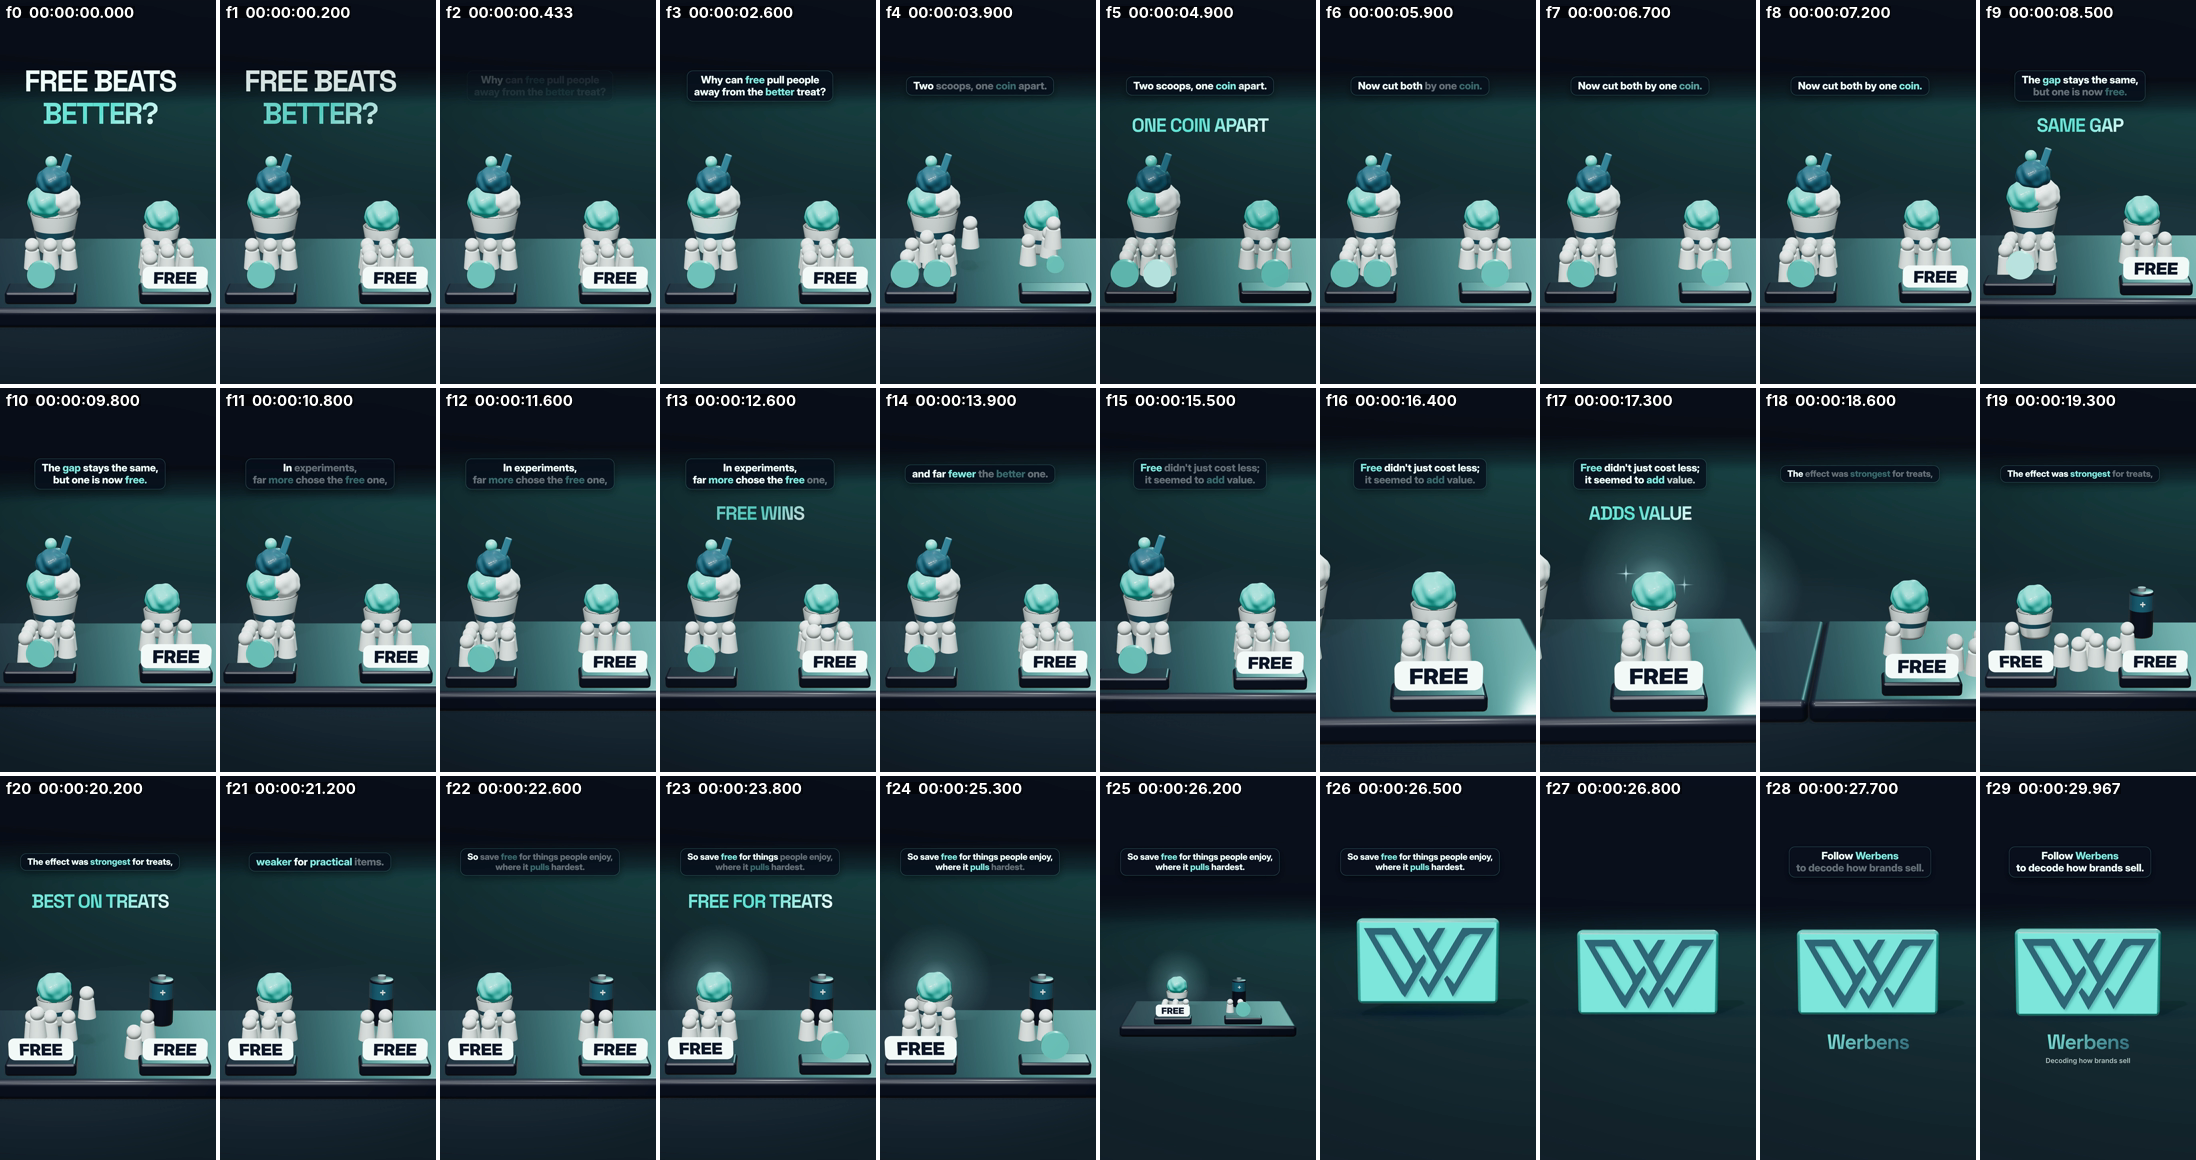 f0 00:00:00.000
FREE BEATS
BETTER?
FREE
f1 00:00:00.200
FREE BEATS
BETTER?
FREE
f2 00:00:00.433
Why can free pull people
away from the better treat?
FREE
f3 00:00:02.600
Why can free pull people
away from the better treat?
FREE
f4 00:00:03.900
Two scoops, one coin apart.
f5 00:00:04.900
Two scoops, one coin apart.
ONE COIN APART
f6 00:00:05.900
Now cut both by one coin.
f7 00:00:06.700
Now cut both by one coin.
f8 00:00:07.200
Now cut both by one coin.
FREE
f9 00:00:08.500
The gap stays the same,
but one is now free.
SAME GAP
FREE
f10 00:00:09.800
The gap stays the same,
but one is now free.
FREE
f11 00:00:10.800
In experiments,
far more chose the free one,
FREE
f12 00:00:11.600
In experiments,
far more chose the free one,
FREE
f13 00:00:12.600
In experiments,
far more chose the free one,
FREE WINS
FREE
f14 00:00:13.900
and far fewer the better one.
FREE
f15 00:00:15.500
Free didn't just cost less;
it seemed to add value.
FREE
f16 00:00:16.400
Free didn't just cost less;
it seemed to add value.
FREE
f17 00:00:17.300
Free didn't just cost less;
it seemed to add value.
ADDS VALUE
FREE
f18 00:00:18.600
The effect was strongest for treats,
FREE
f19 00:00:19.300
The effect was strongest for treats,
+
FREE
FREE
f20 00:00:20.200
The effect was strongest for treats,
BEST ON TREATS
+
FREE
FREE
f21 00:00:21.200
weaker for practical items.
+
FREE
FREE
f22 00:00:22.600
So save free for things people enjoy,
where it pulls hardest.
+
FREE
FREE
f23 00:00:23.800
So save free for things people enjoy,
where it pulls hardest.
FREE FOR TREATS
+
FREE
f24 00:00:25.300
So save free for things people enjoy,
where it pulls hardest.
+
FREE
f25 00:00:26.200
So save free for things people enjoy,
where it pulls hardest.
+
FREE
f26 00:00:26.500
So save free for things people enjoy,
where it pulls hardest.
f27 00:00:26.800
f28 00:00:27.700
Follow Werbens
to decode how brands sell.
Werbens
f29 00:00:29.967
Follow Werbens
to decode how brands sell.
Werbens
Decoding how brands sell